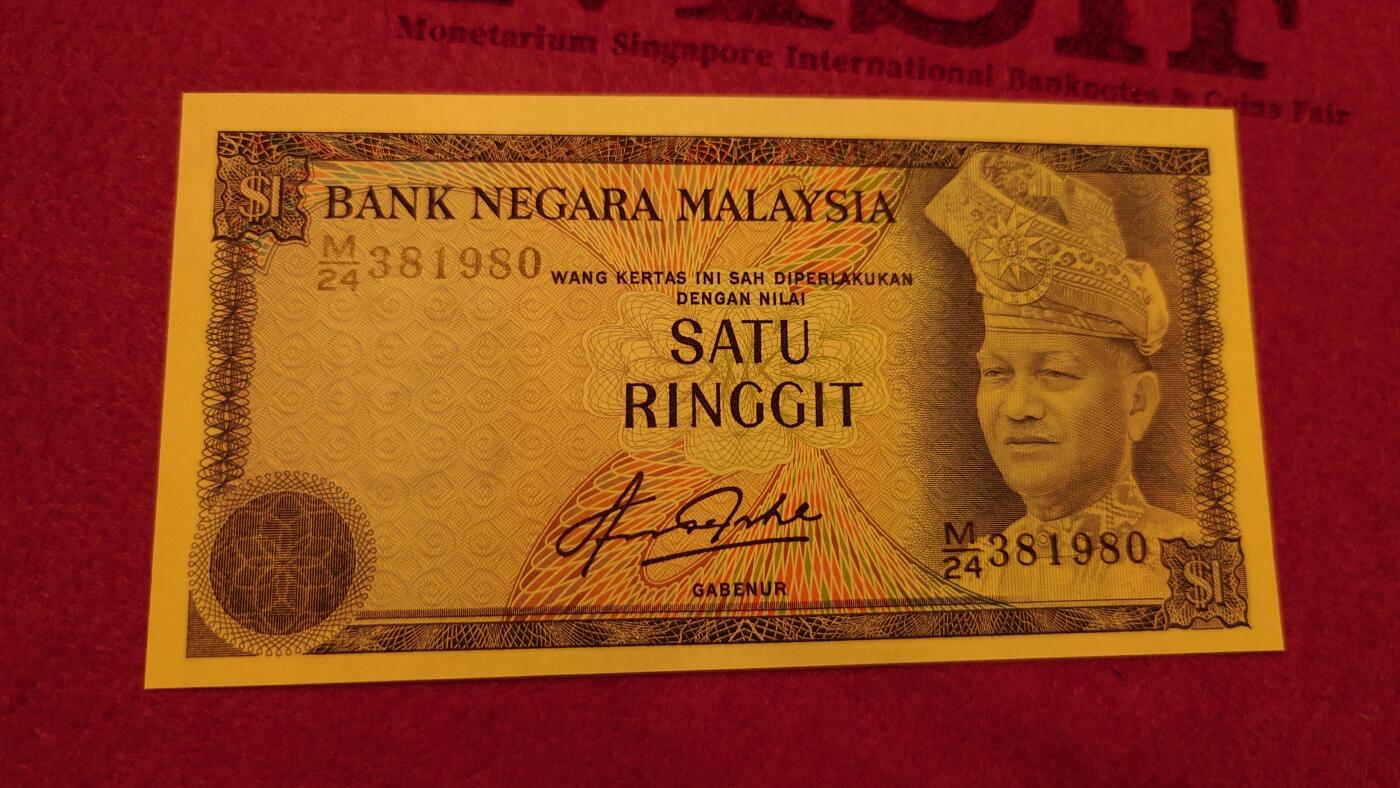 Monetarium Singapore International Banknotes & Coins Fair
$1
BANK NEGARA MALAYSIA
M/24 381980
WANG KERTAS INI SAH DIPERLAKUKAN
DENGAN NILAI
SATU
RINGGIT
GABENUR
M/24 381980
$1